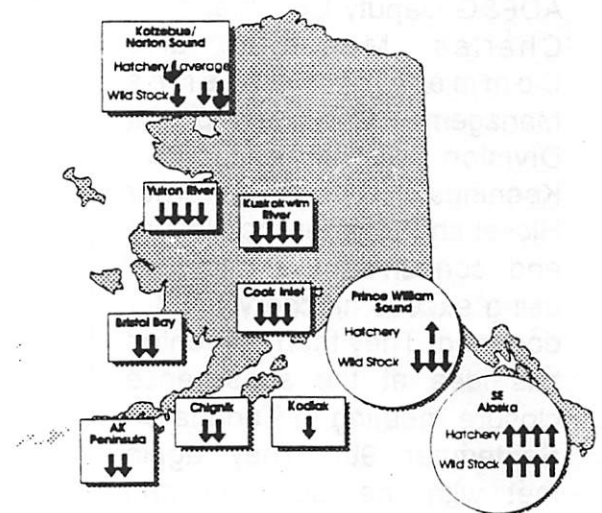 Kotzebue/
Norton Sound
Hatchery average
Wild Stock
Yukon River
Kuskokwim
River
Cook Inlet
Prince William
Sound
Hatchery
Wild Stock
Bristol Bay
SE
Alaska
Hatchery
Wild Stock
Chignik
Kodiak
AK
Peninsula